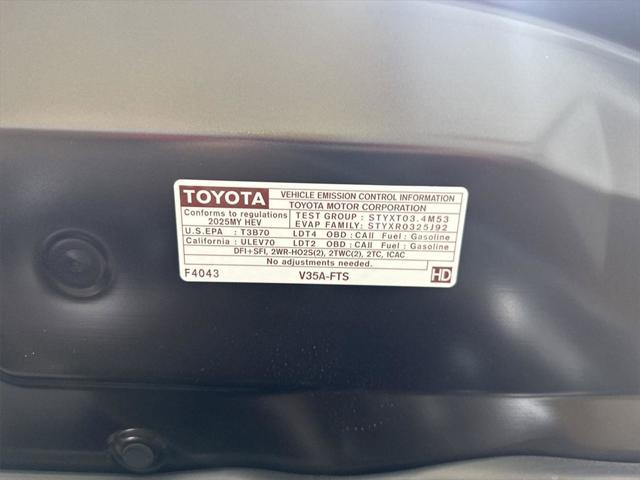 TOYOTA
VEHICLE EMISSION CONTROL INFORMATION
TOYOTA MOTOR CORPORATION
Conforms to regulations
2025MY HEV
TEST GROUP : STYXT03.4M53
EVAP FAMILY: STYXR0325J92
U.S.EPA : T3B70 LDT4 OBD : CAⅡ Fuel : Gasoline
California : ULEV70 LDT2 OBD : CAⅡ Fuel : Gasoline
DFI+SFI, 2WR-HO2S(2), 2TWC(2), 2TC, ICAC
No adjustments needed.
F4043 V35A-FTS HD